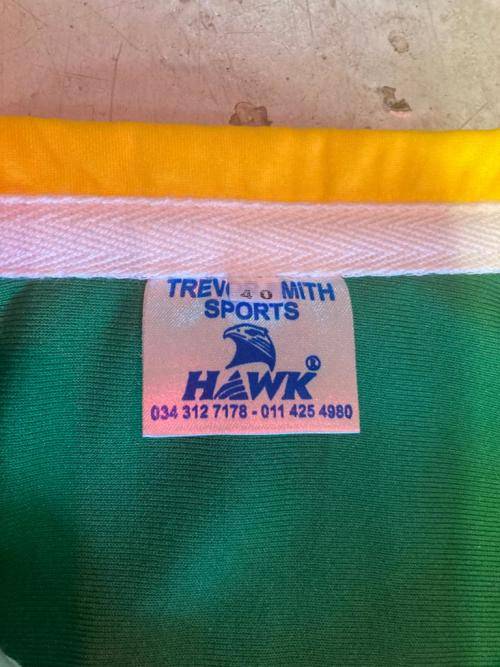 TREV 40 MITH
SPORTS
HAWK®
034 312 7178 - 011 425 4980